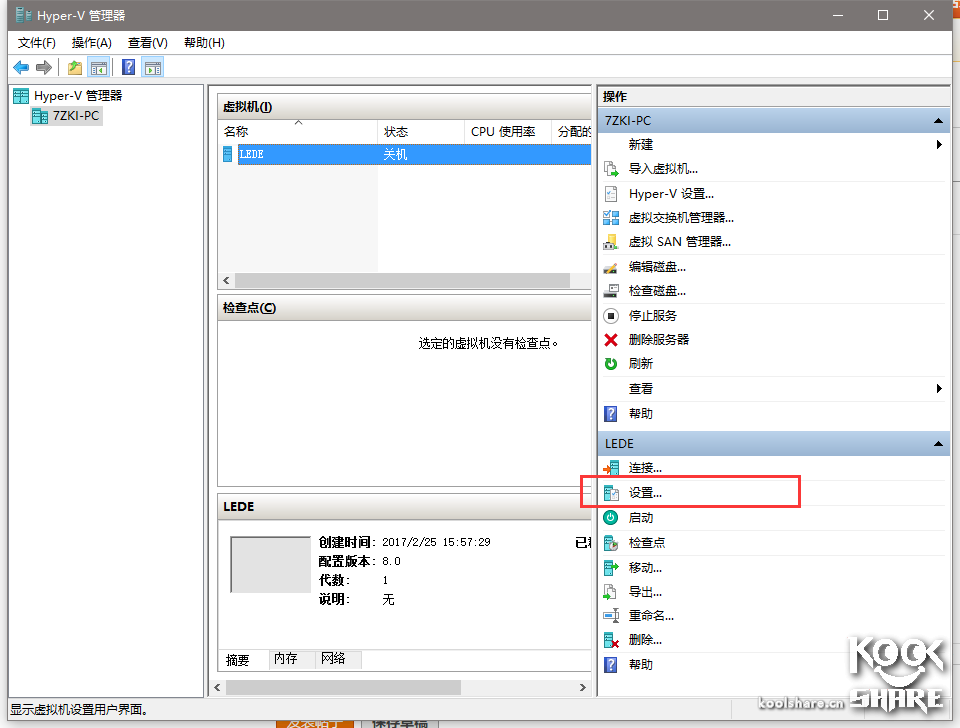 Hyper-V 管理器
文件(F) 操作(A) 查看(V) 帮助(H)
Hyper-V 管理器
7ZKI-PC
虚拟机(I)
名称 状态 CPU 使用率 分配的
LEDE 关机
检查点(C)
选定的虚拟机没有检查点。
LEDE
创建时间: 2017/2/25 15:57:29
配置版本: 8.0
代数: 1
说明: 无
摘要 内存 网络
操作
7ZKI-PC
新建
导入虚拟机...
Hyper-V 设置...
虚拟交换机管理器...
虚拟 SAN 管理器...
编辑磁盘...
检查磁盘...
停止服务
删除服务器
刷新
查看
帮助
LEDE
连接...
设置...
启动
检查点
移动...
导出...
重命名...
删除...
帮助
显示虚拟机设置用户界面。
koolshare.cn
KOOL
SHARE